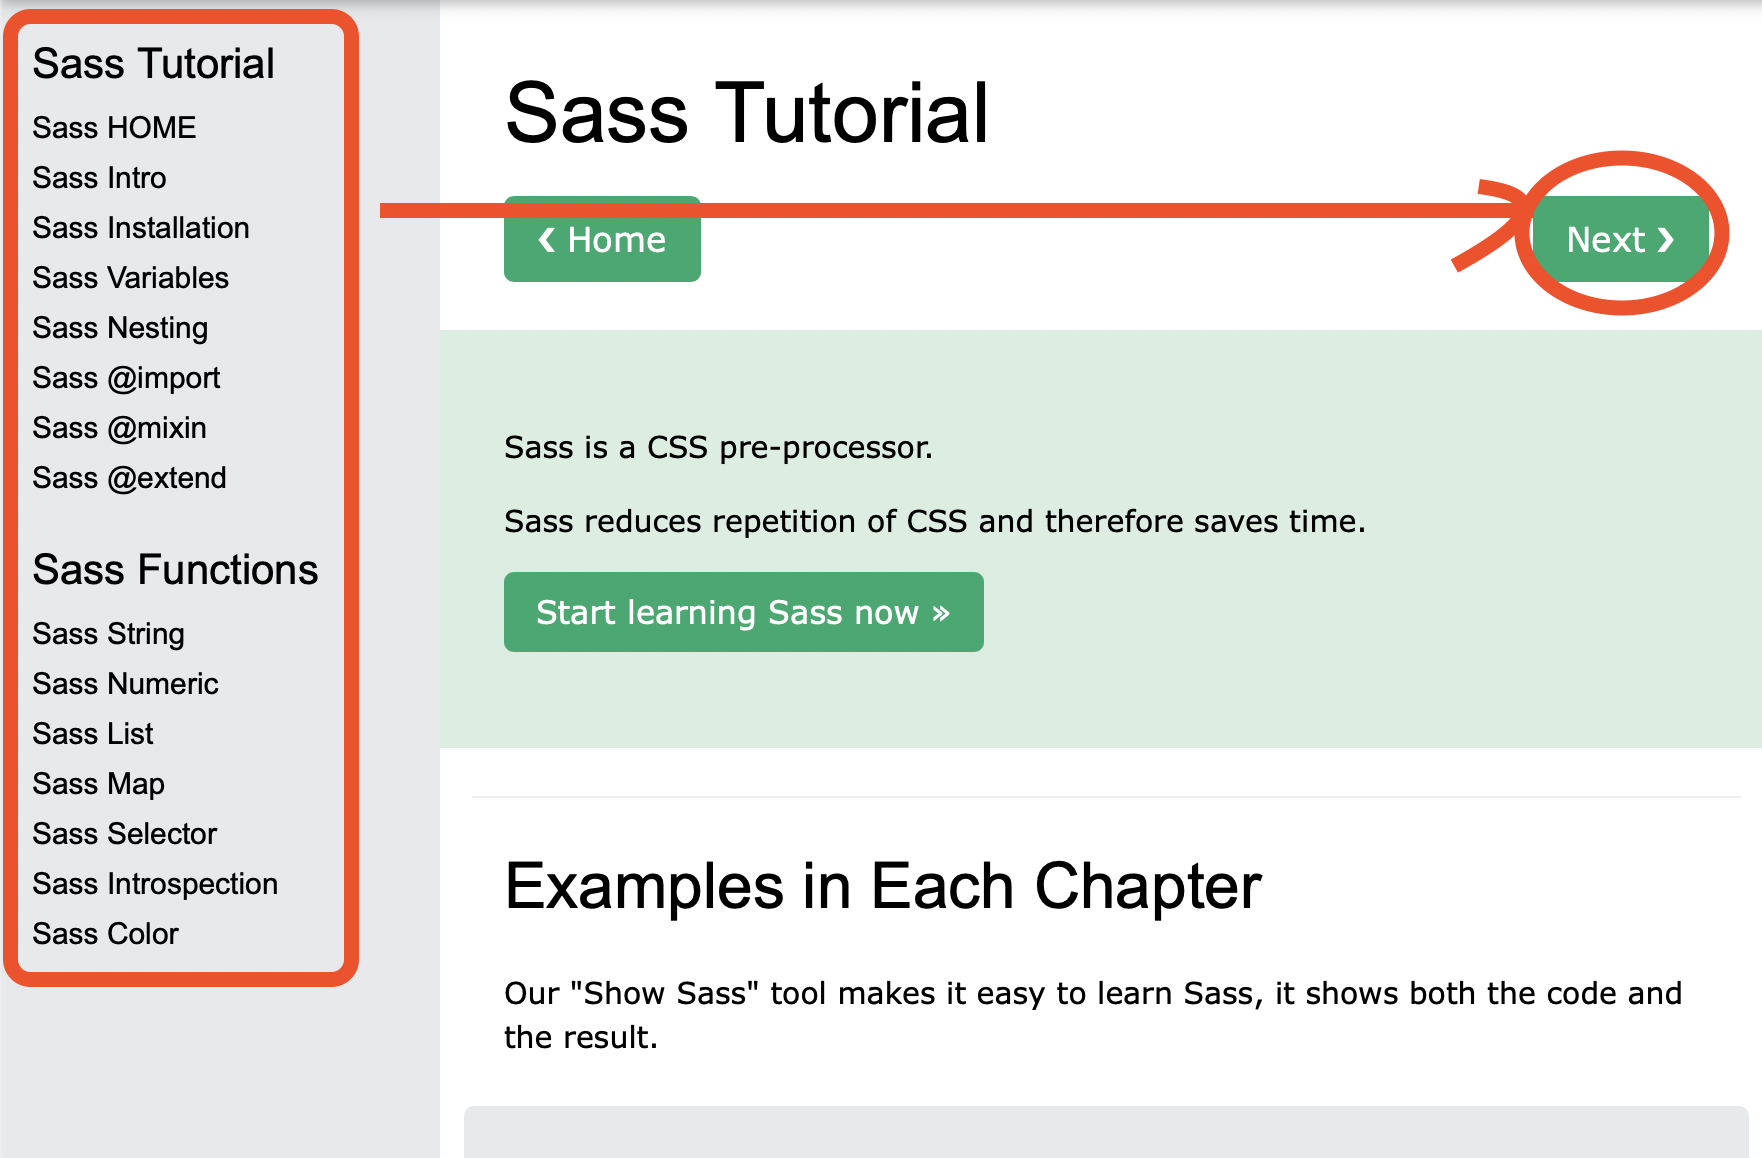 Sass Tutorial
Sass HOME
Sass Intro
Sass Installation
Sass Variables
Sass Nesting
Sass @import
Sass @mixin
Sass @extend
Sass Functions
Sass String
Sass Numeric
Sass List
Sass Map
Sass Selector
Sass Introspection
Sass Color
Sass Tutorial
❮ Home
Next ❯
Sass is a CSS pre-processor.
Sass reduces repetition of CSS and therefore saves time.
Start learning Sass now »
Examples in Each Chapter
Our "Show Sass" tool makes it easy to learn Sass, it shows both the code and
the result.